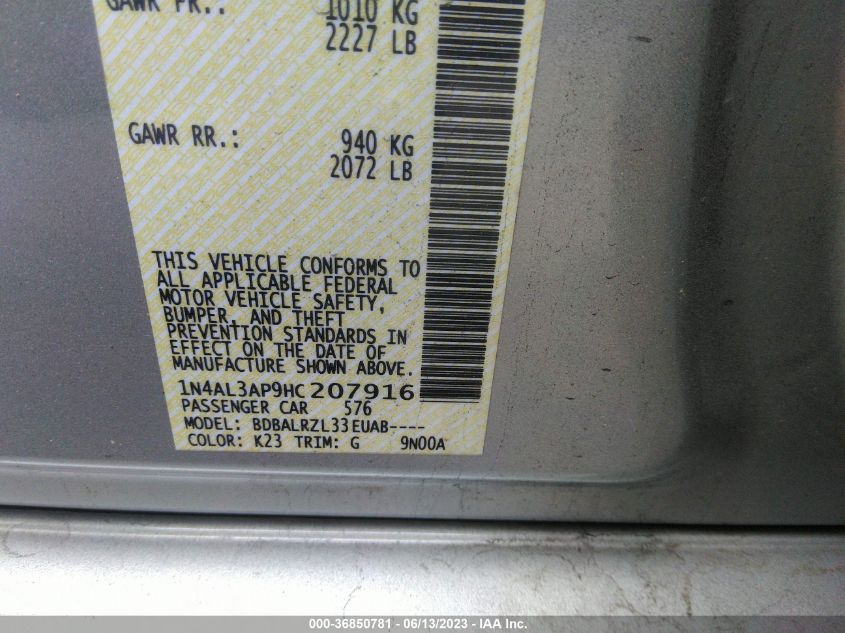 GAWR FR.: 1010 KG
2227 LB
GAWR RR.: 940 KG
2072 LB
THIS VEHICLE CONFORMS TO
ALL APPLICABLE FEDERAL
MOTOR VEHICLE SAFETY,
BUMPER, AND THEFT
PREVENTION STANDARDS IN
EFFECT ON THE DATE OF
MANUFACTURE SHOWN ABOVE.
1N4AL3AP9HC207916
PASSENGER CAR 576
MODEL: BDBALRZL33EUAB----
COLOR: K23 TRIM: G 9N00A
000-36850781 - 06/13/2023 - IAA Inc.